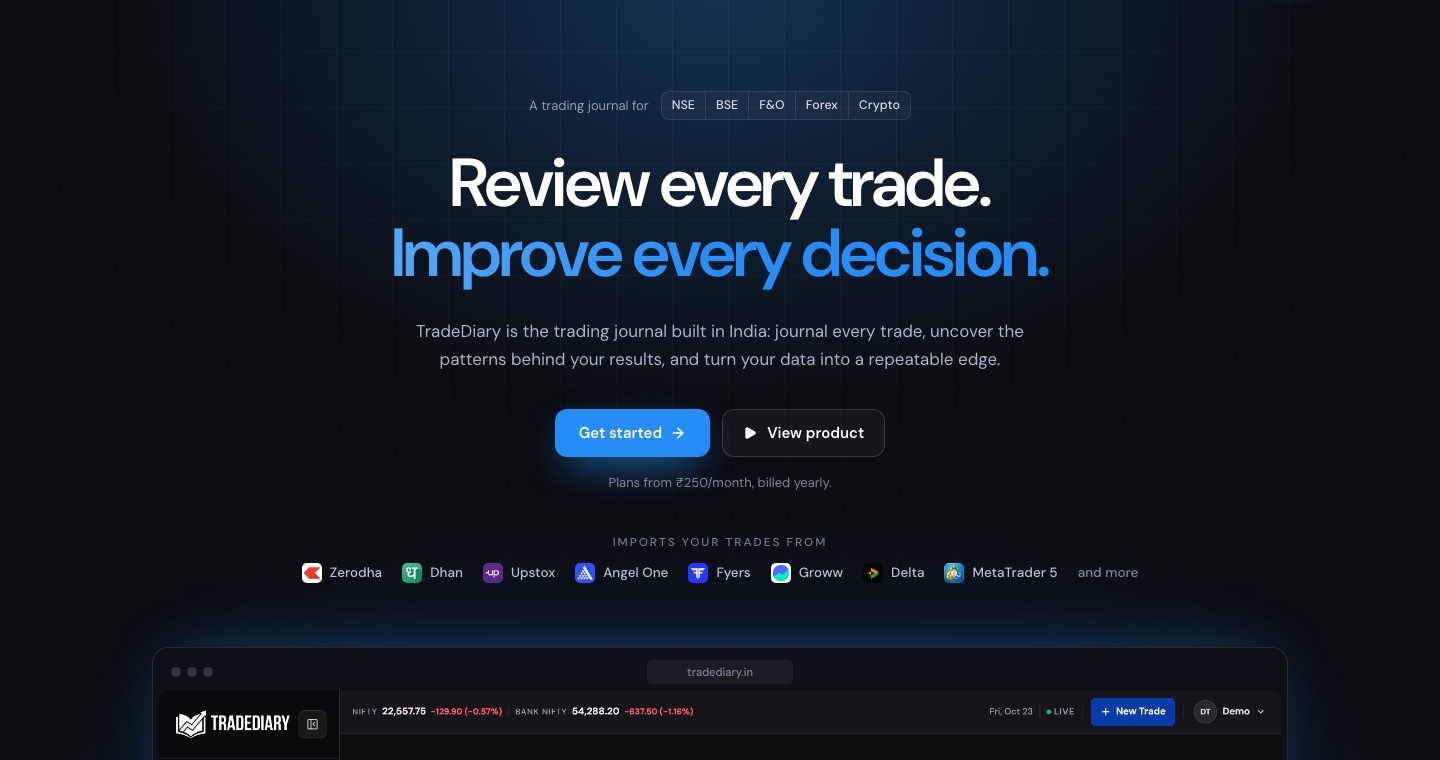 A trading journal for NSE BSE F&O Forex Crypto
Review every trade.
Improve every decision.
TradeDiary is the trading journal built in India: journal every trade, uncover the
patterns behind your results, and turn your data into a repeatable edge.
Get started → View product
Plans from ₹250/month, billed yearly.
IMPORTS YOUR TRADES FROM
Zerodha ध Dhan up Upstox Angel One Fyers Groww Delta MetaTrader 5 and more
tradediary.in
TRADEDIARY NIFTY 22,557.75 −129.90 (−0.57%) BANK NIFTY 54,288.20 −637.50 (−1.16%) Fri, Oct 23 LIVE + New Trade DT Demo